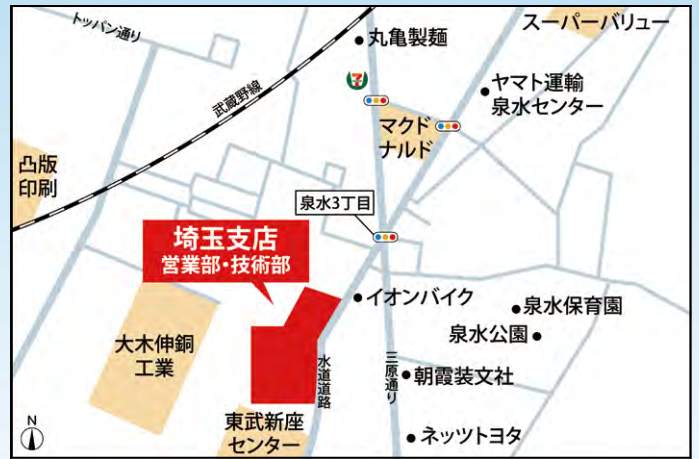 トッパン通り
丸亀製麺
スーパーバリュー
武蔵野線
7
ヤマト運輸
泉水センター
マクド
ナルド
凸版
印刷
泉水3丁目
埼玉支店
営業部・技術部
イオンバイク
泉水保育園
泉水公園
大木伸銅
工業
水道道路
三原通り
朝霞装文社
東武新座
センター
ネッツトヨタ
N